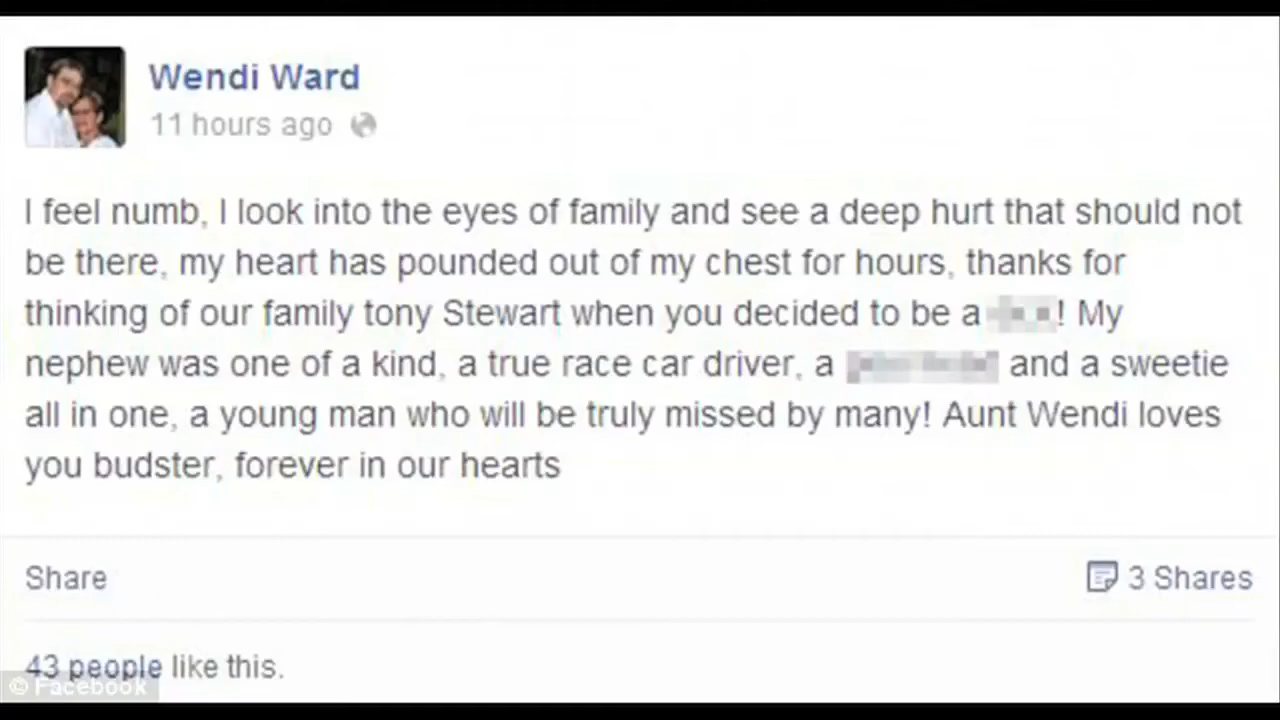 Wendi Ward
11 hours ago
I feel numb, I look into the eyes of family and see a deep hurt that should not
be there, my heart has pounded out of my chest for hours, thanks for
thinking of our family tony Stewart when you decided to be a ! My
nephew was one of a kind, a true race car driver, a and a sweetie
all in one, a young man who will be truly missed by many! Aunt Wendi loves
you budster, forever in our hearts
Share
3 Shares
43 people like this.
© Facebook